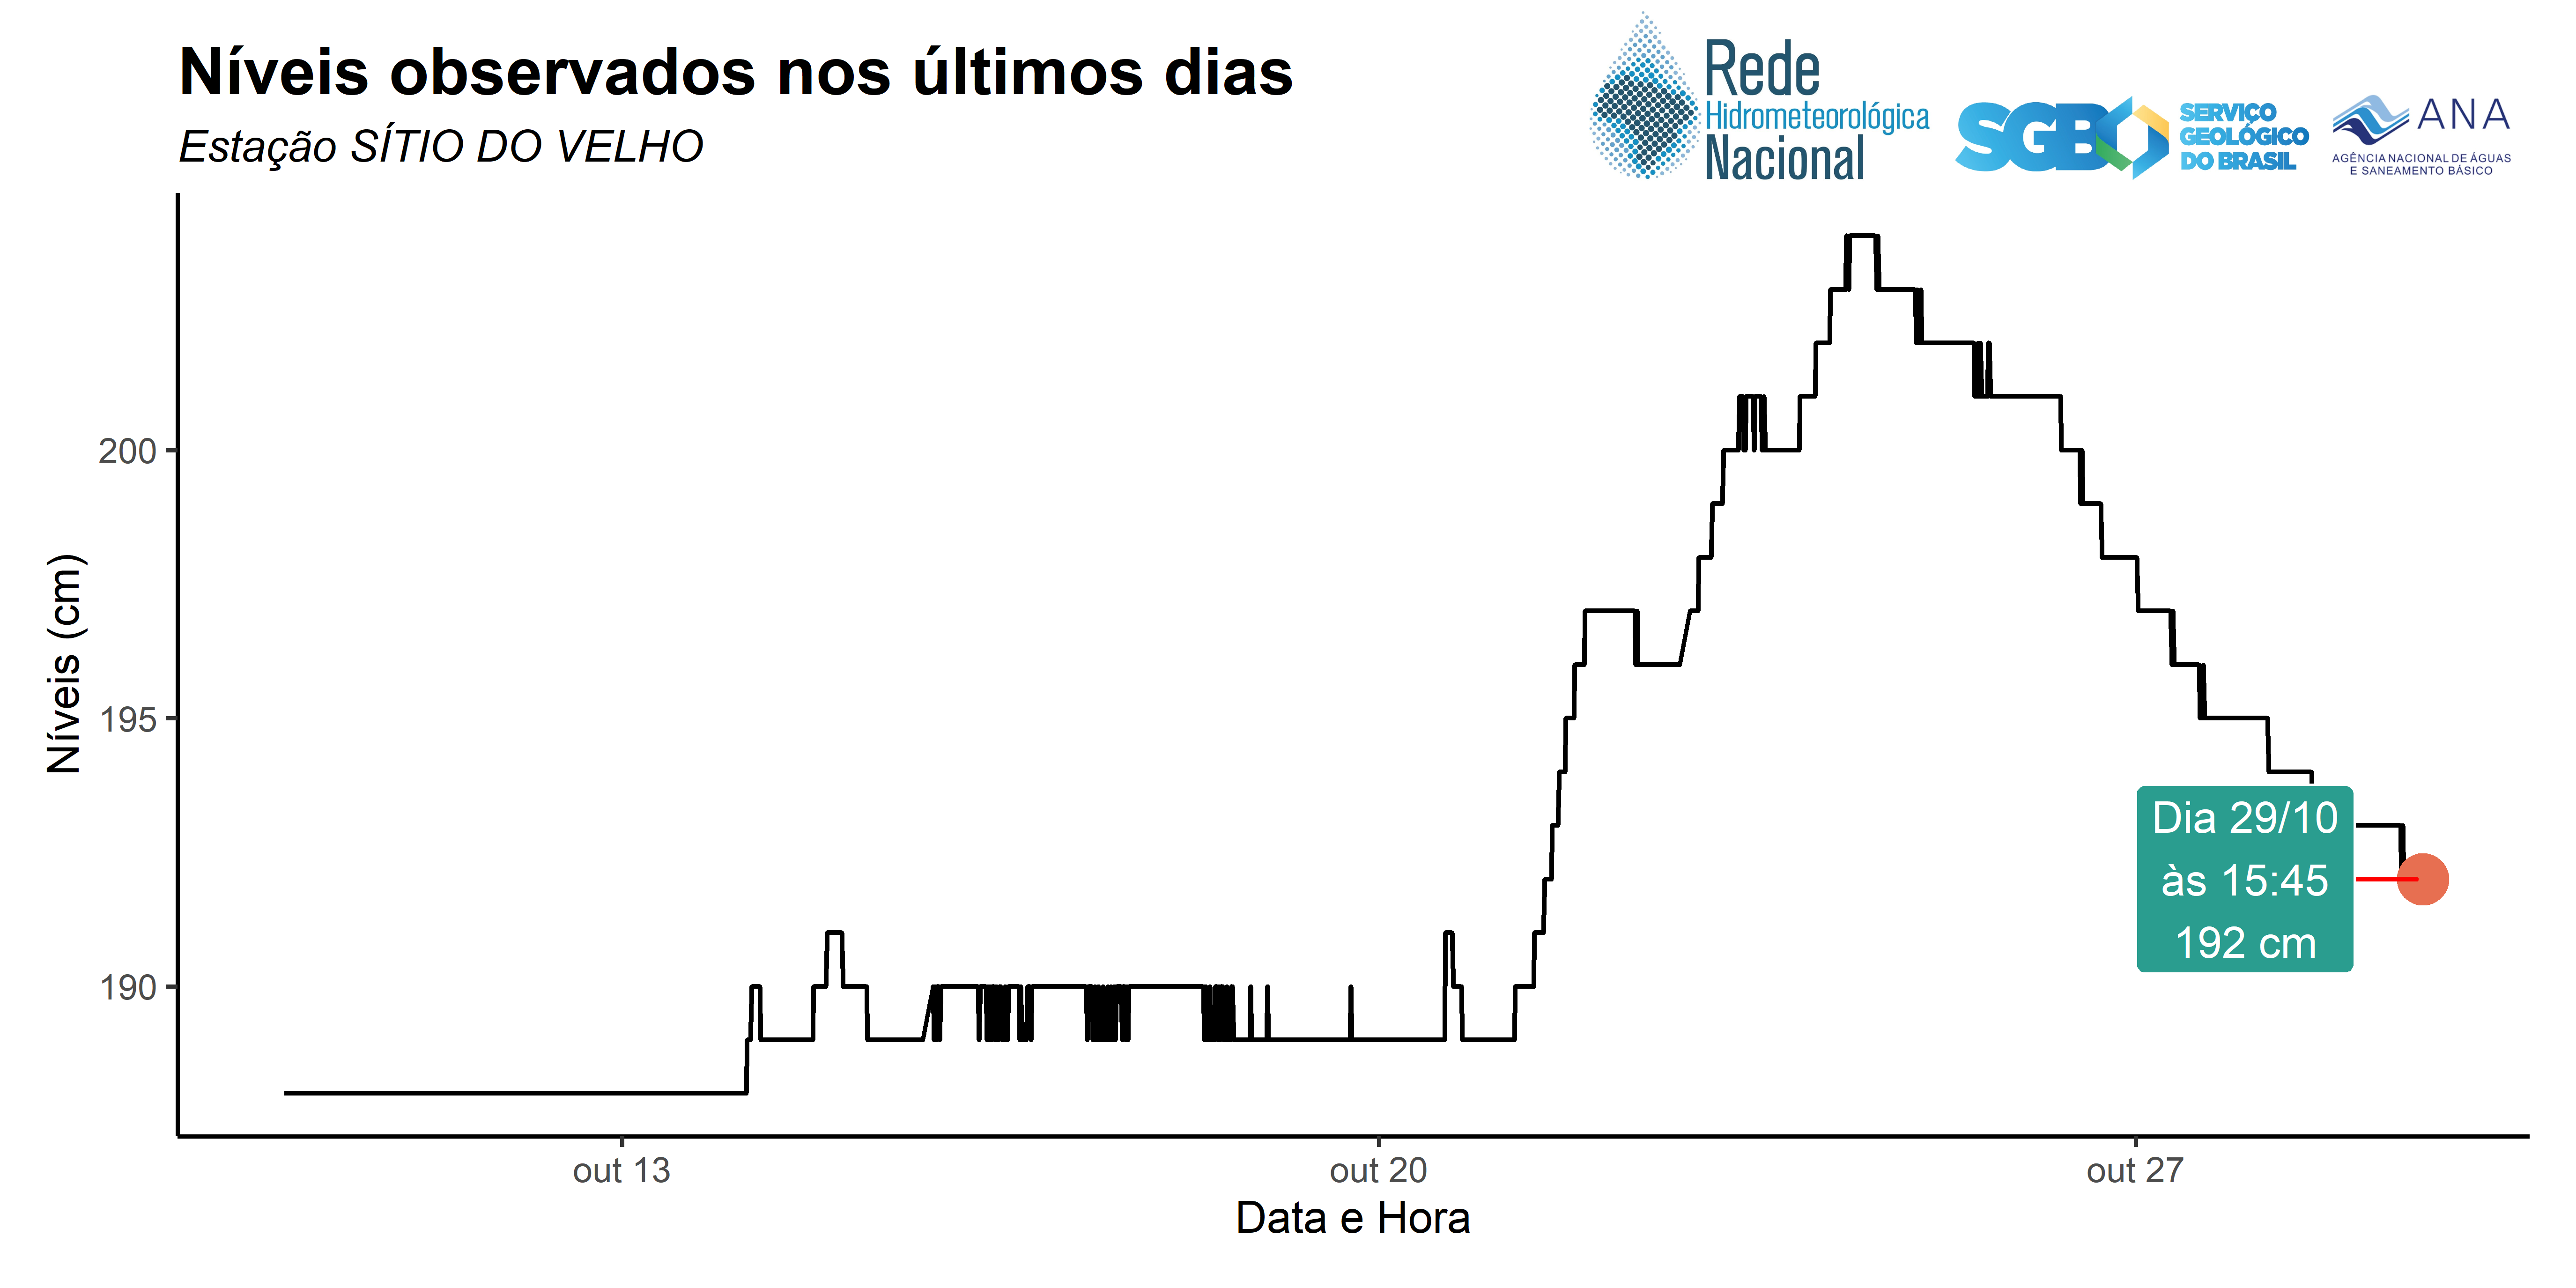 Níveis observados nos últimos dias
Estação SÍTIO DO VELHO
Rede
Hidrometeorológica
Nacional
SGB
SERVIÇO
GEOLÓGICO
DO BRASIL
ANA
AGÊNCIA NACIONAL DE ÁGUAS
E SANEAMENTO BÁSICO
Níveis (cm)
200
195
190
Dia 29/10
às 15:45
192 cm
out 13
out 20
out 27
Data e Hora